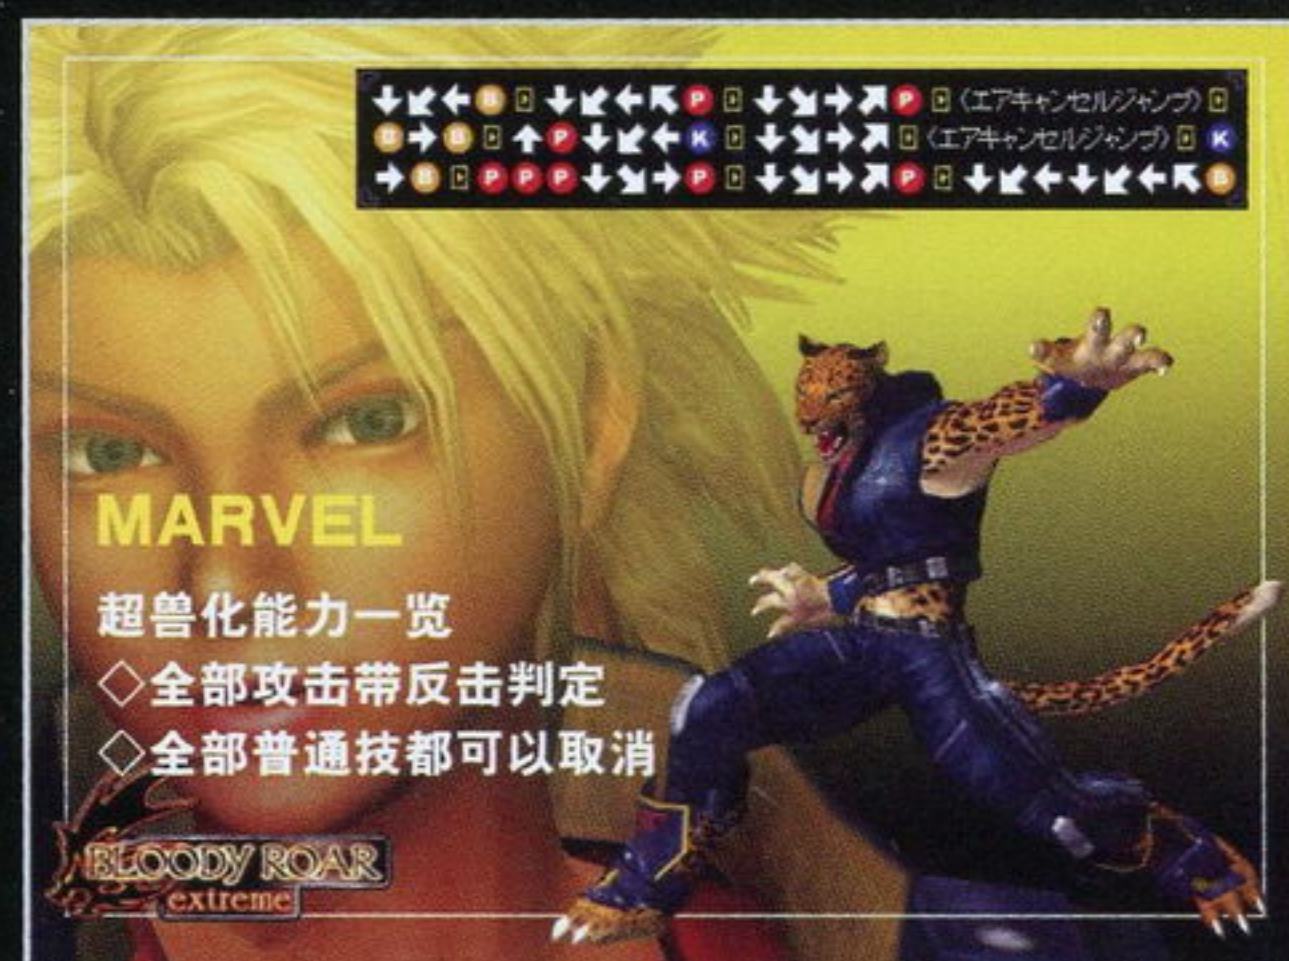 ↓↙←B ▷ ↓↙←↖P ▷ ↓↘→↗P ▷ 〈エアキャンセルジャンプ〉 ▷
B→B ▷ ↑P↓↙←K ▷ ↓↘→↗ ▷ 〈エアキャンセルジャンプ〉 ▷ K
→B ▷ PPP↓↘→P ▷ ↓↘→↗P ▷ ↓↙←↓↙←↖B
MARVEL
超兽化能力一览
◇全部攻击带反击判定
◇全部普通技都可以取消
BLOODY ROAR
extreme